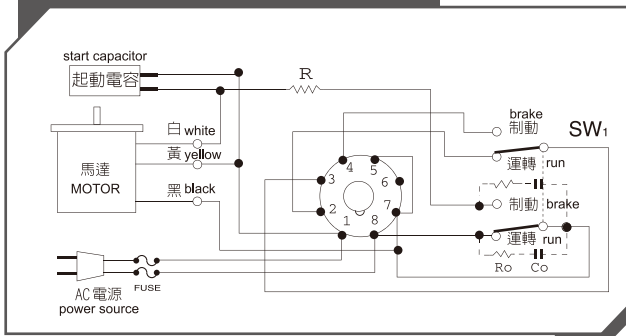 start capacitor
起動電容
R
brake
制動
SW1
白 white
黃 yellow
運轉 run
馬達
MOTOR
4
5
3
6
2
7
1
8
黑 black
制動 brake
運轉 run
Ro
Co
AC電源
power source
FUSE